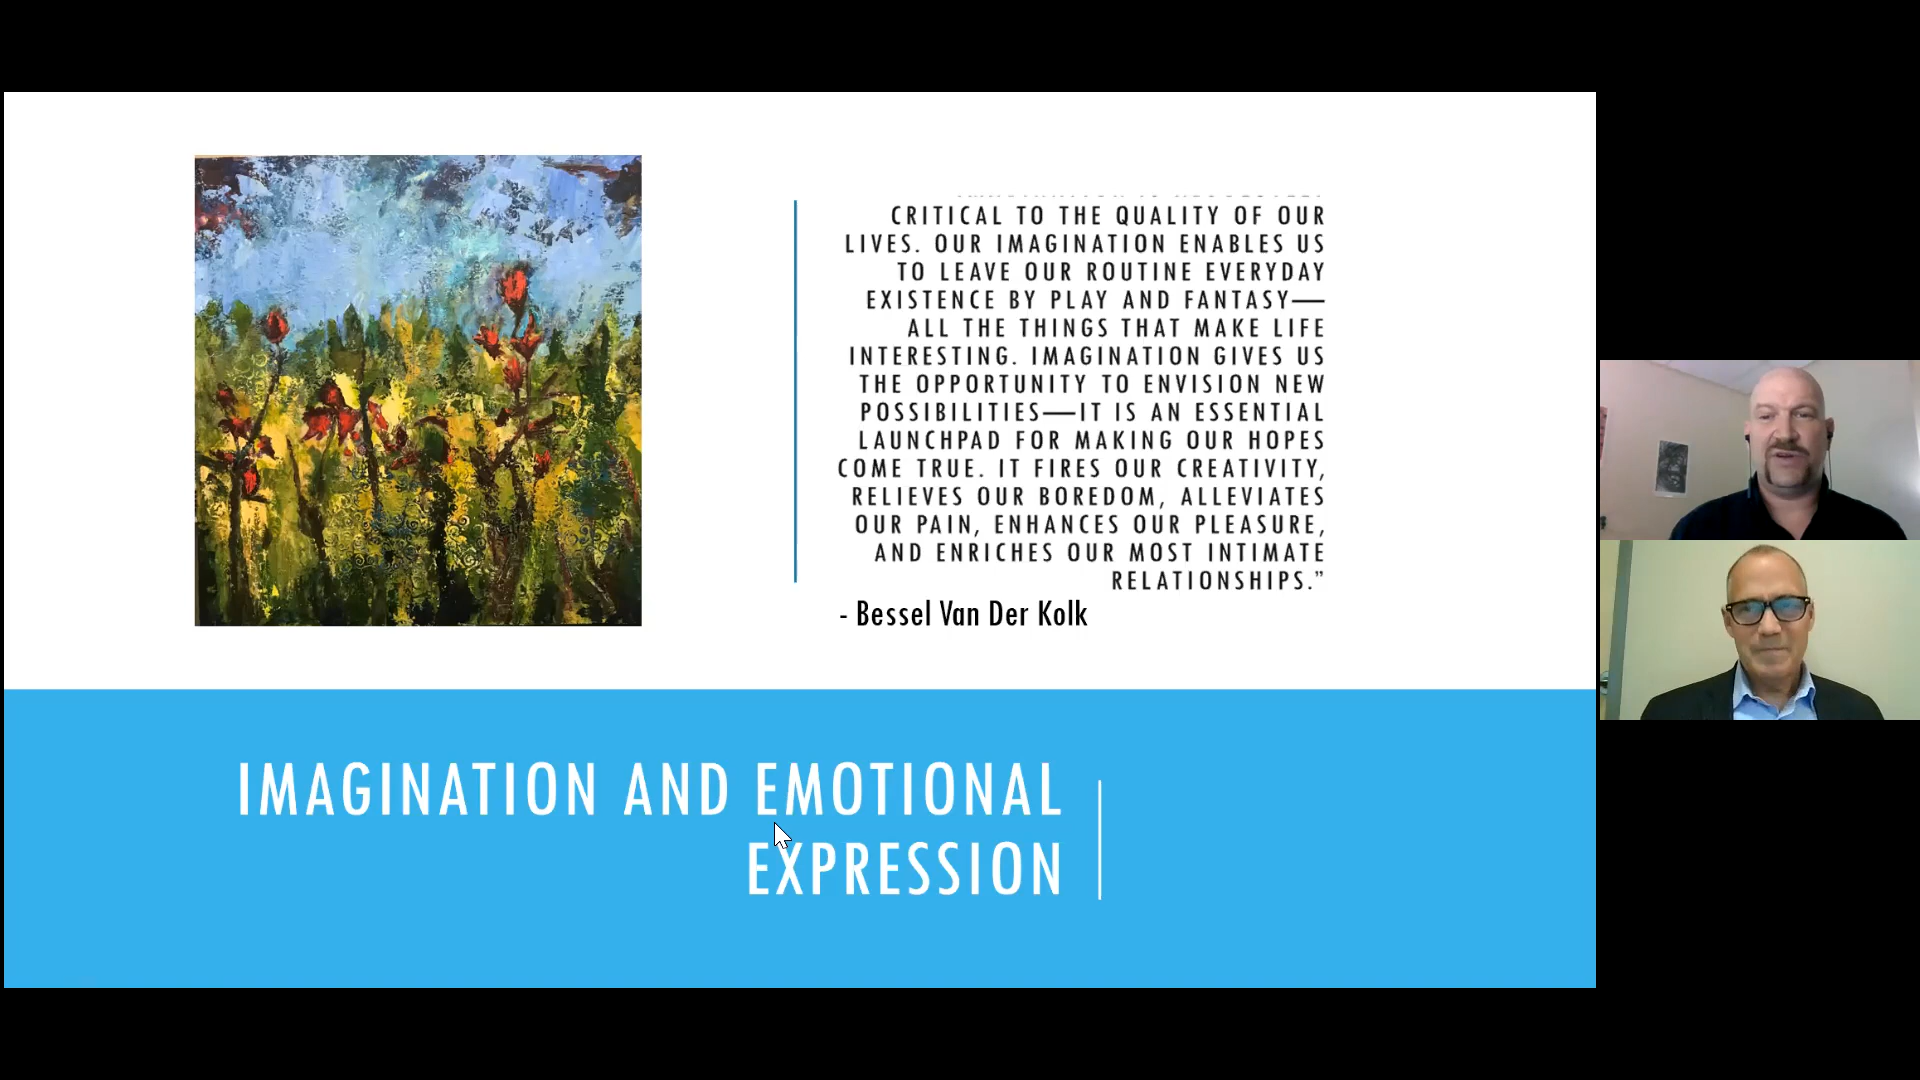 CRITICAL TO THE QUALITY OF OUR
LIVES. OUR IMAGINATION ENABLES US
TO LEAVE OUR ROUTINE EVERYDAY
EXISTENCE BY PLAY AND FANTASY—
ALL THE THINGS THAT MAKE LIFE
INTERESTING. IMAGINATION GIVES US
THE OPPORTUNITY TO ENVISION NEW
POSSIBILITIES—IT IS AN ESSENTIAL
LAUNCHPAD FOR MAKING OUR HOPES
COME TRUE. IT FIRES OUR CREATIVITY,
RELIEVES OUR BOREDOM, ALLEVIATES
OUR PAIN, ENHANCES OUR PLEASURE,
AND ENRICHES OUR MOST INTIMATE
RELATIONSHIPS.”
- Bessel Van Der Kolk
IMAGINATION AND EMOTIONAL
EXPRESSION